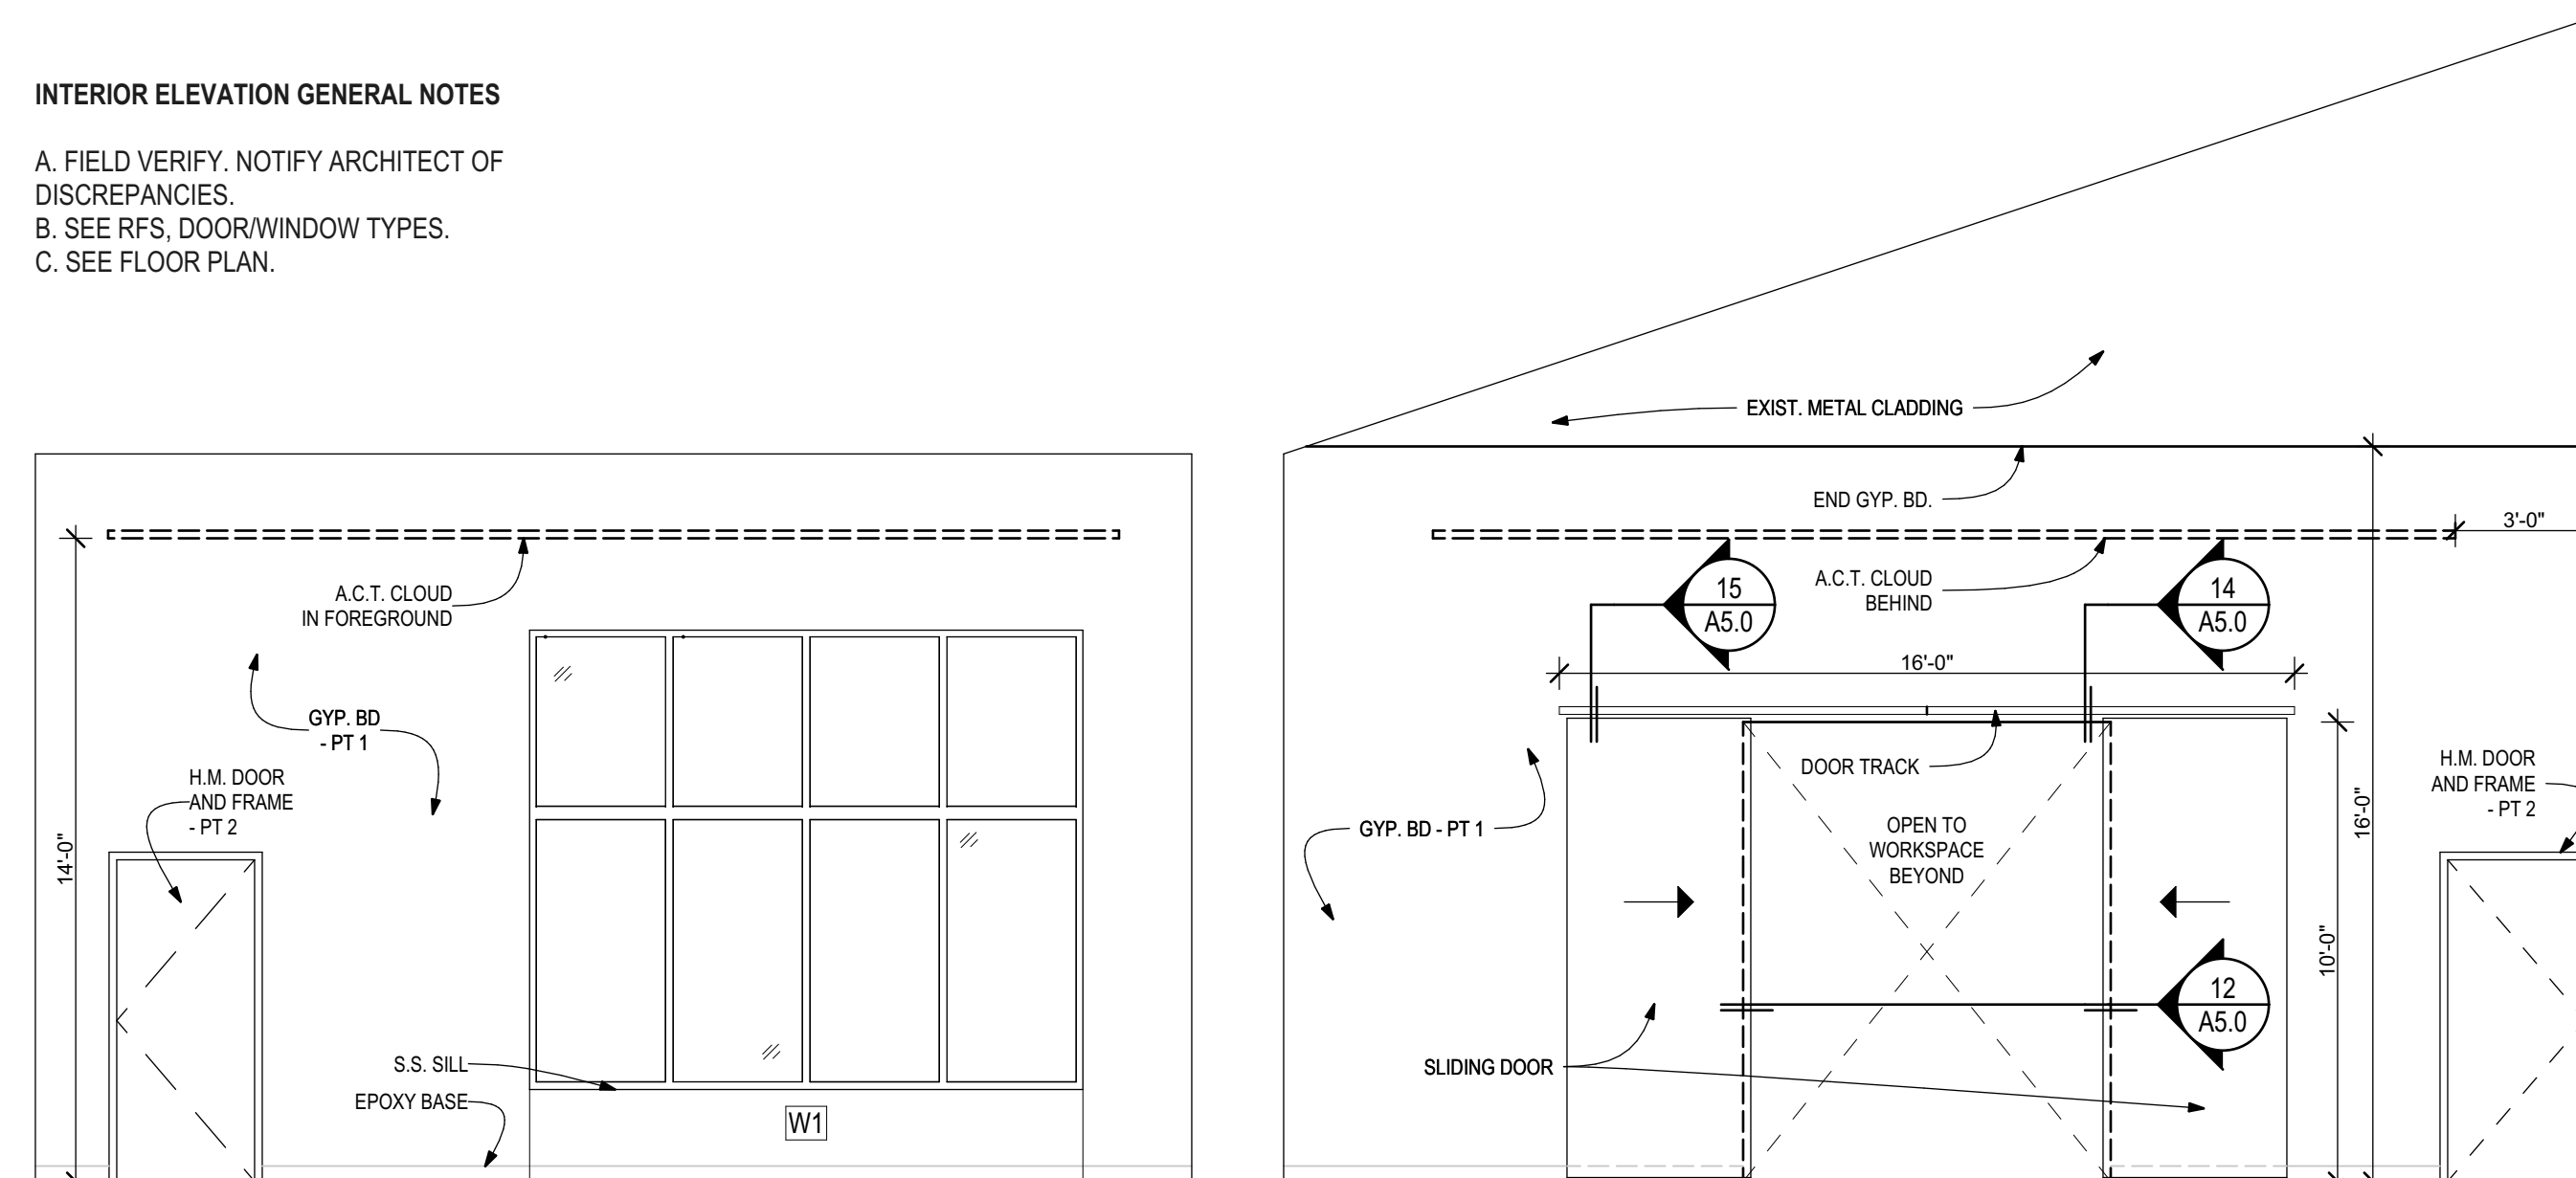 INTERIOR ELEVATION GENERAL NOTES
A. FIELD VERIFY. NOTIFY ARCHITECT OF
DISCREPANCIES.
B. SEE RFS, DOOR/WINDOW TYPES.
C. SEE FLOOR PLAN.
A.C.T. CLOUD
IN FOREGROUND
GYP. BD
- PT 1
H.M. DOOR
AND FRAME
- PT 2
14'-0"
S.S. SILL
EPOXY BASE
W1
EXIST. METAL CLADDING
END GYP. BD.
3'-0"
15
A5.0
A.C.T. CLOUD
BEHIND
14
A5.0
16'-0"
DOOR TRACK
GYP. BD - PT 1
OPEN TO
WORKSPACE
BEYOND
16'-0"
H.M. DOOR
AND FRAME
- PT 2
10'-0"
12
A5.0
SLIDING DOOR